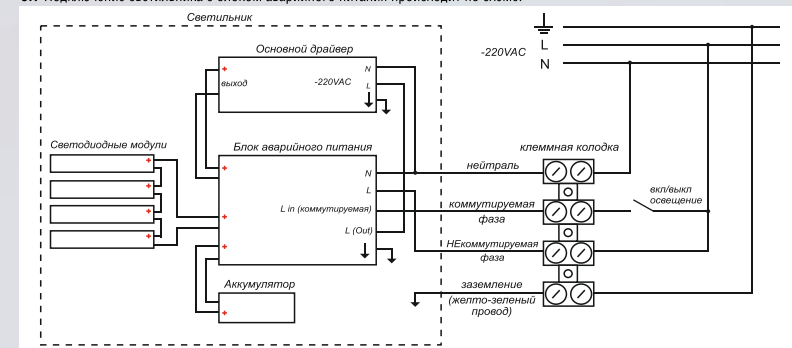 Светильник
Основной драйвер
-220VAC
L
N
+
N
выход
-220VAC
L
Светодиодные модули
Блок аварийного питания
клеммная колодка
+
+
+
+
+
N
нейтраль
L
вкл/выкл
освещение
L in (коммутируемая)
коммутируемая
фаза
+
L (Out)
+
НЕкоммутируемая
фаза
Аккумулятор
+
заземление
(желто-зеленый
провод)